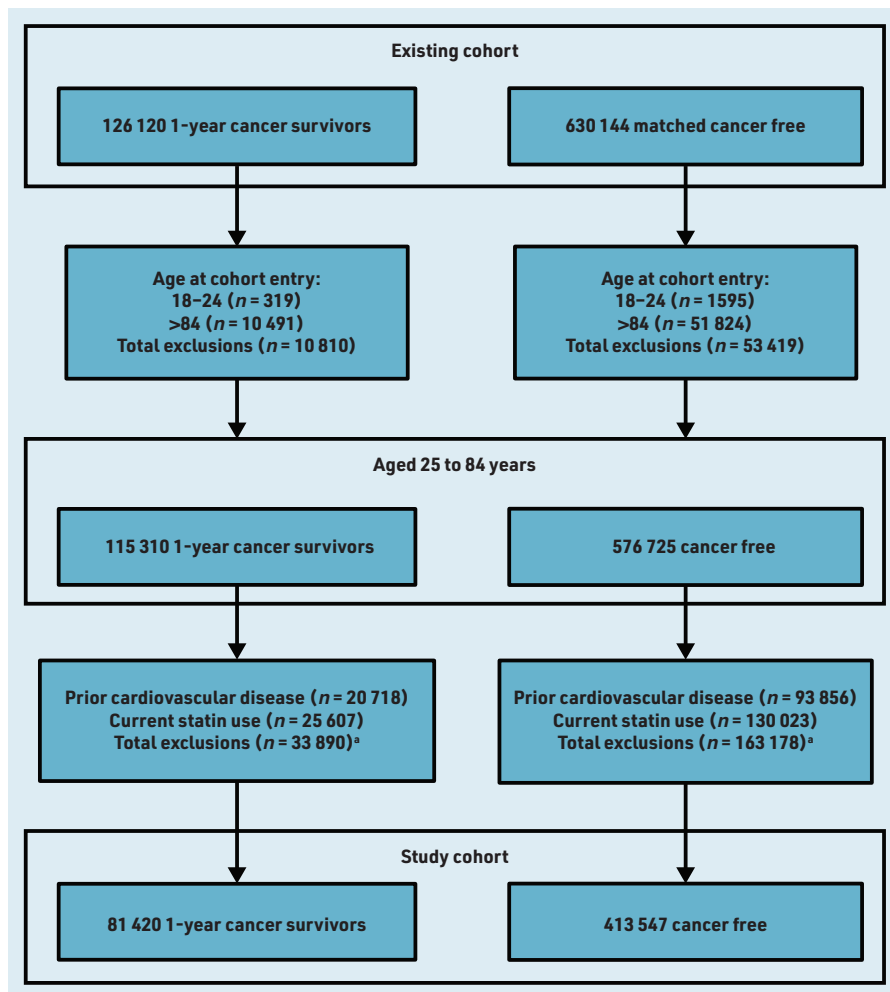 Existing cohort
126 120 1-year cancer survivors
630 144 matched cancer free
Age at cohort entry:
18–24 (n = 319)
>84 (n = 10 491)
Total exclusions (n = 10 810)
Age at cohort entry:
18–24 (n = 1595)
>84 (n = 51 824)
Total exclusions (n = 53 419)
Aged 25 to 84 years
115 310 1-year cancer survivors
576 725 cancer free
Prior cardiovascular disease (n = 20 718)
Current statin use (n = 25 607)
Total exclusions (n = 33 890)ᵃ
Prior cardiovascular disease (n = 93 856)
Current statin use (n = 130 023)
Total exclusions (n = 163 178)ᵃ
Study cohort
81 420 1-year cancer survivors
413 547 cancer free